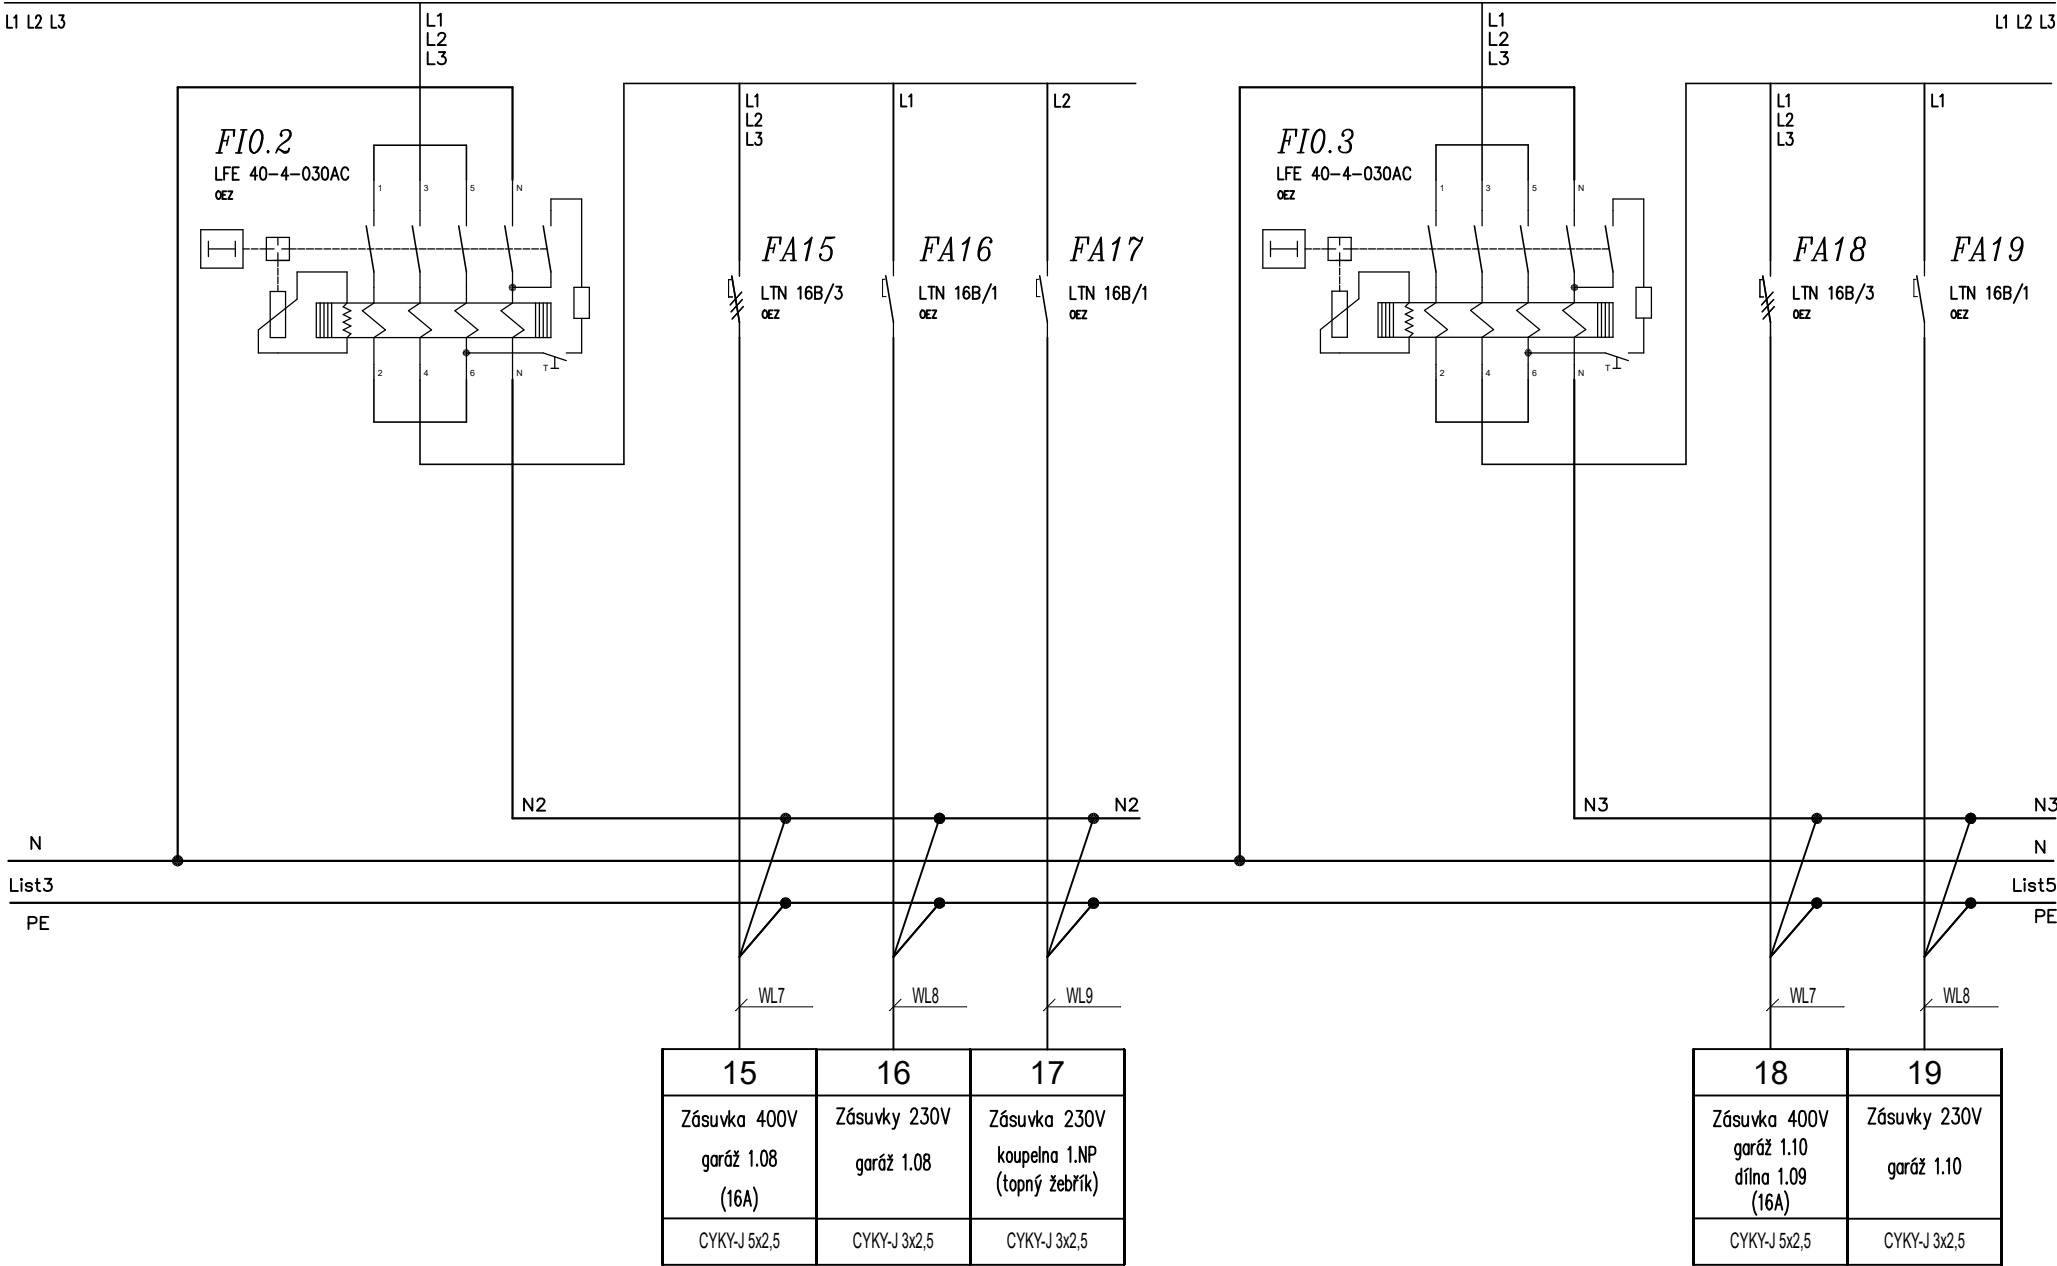 L1 L2 L3
L1
L2
L3
L1
L2
L3
L1 L2 L3
FI0.2
LFE 40-4-030AC
OEZ
1
3
5
N
2
4
6
N
T
L1
L2
L3
L1
L2
FA15
LTN 16B/3
OEZ
FA16
LTN 16B/1
OEZ
FA17
LTN 16B/1
OEZ
FI0.3
LFE 40-4-030AC
OEZ
1
3
5
N
2
4
6
N
T
L1
L2
L3
L1
FA18
LTN 16B/3
OEZ
FA19
LTN 16B/1
OEZ
N2
N2
N3
N3
N
N
List3
List5
PE
PE
WL7
WL8
WL9
WL7
WL8
15
Zásuvka 400V
garáž 1.08
(16A)
CYKY-J 5x2,5
16
Zásuvky 230V
garáž 1.08
CYKY-J 3x2,5
17
Zásuvka 230V
koupelna 1.NP
(topný žebřík)
CYKY-J 3x2,5
18
Zásuvka 400V
garáž 1.10
dílna 1.09
(16A)
CYKY-J 5x2,5
19
Zásuvky 230V
garáž 1.10
CYKY-J 3x2,5